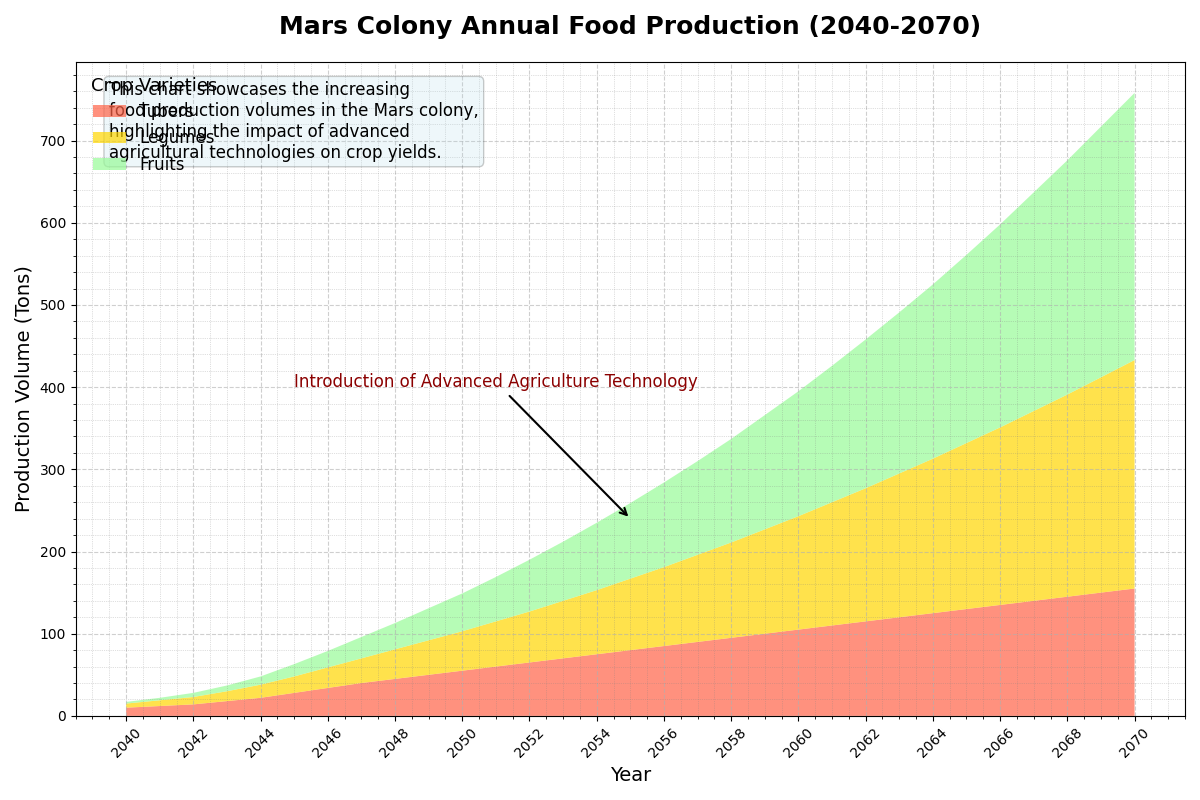 Mars Colony Annual Food Production (2040-2070)
Crop Varieties
Tubers
Legumes
Fruits
This chart showcases the increasing
food production volumes in the Mars colony,
highlighting the impact of advanced
agricultural technologies on crop yields.
Introduction of Advanced Agriculture Technology
Production Volume (Tons)
700
600
500
400
300
200
100
0
2040 2042 2044 2046 2048 2050 2052 2054 2056 2058 2060 2062 2064 2066 2068 2070
Year